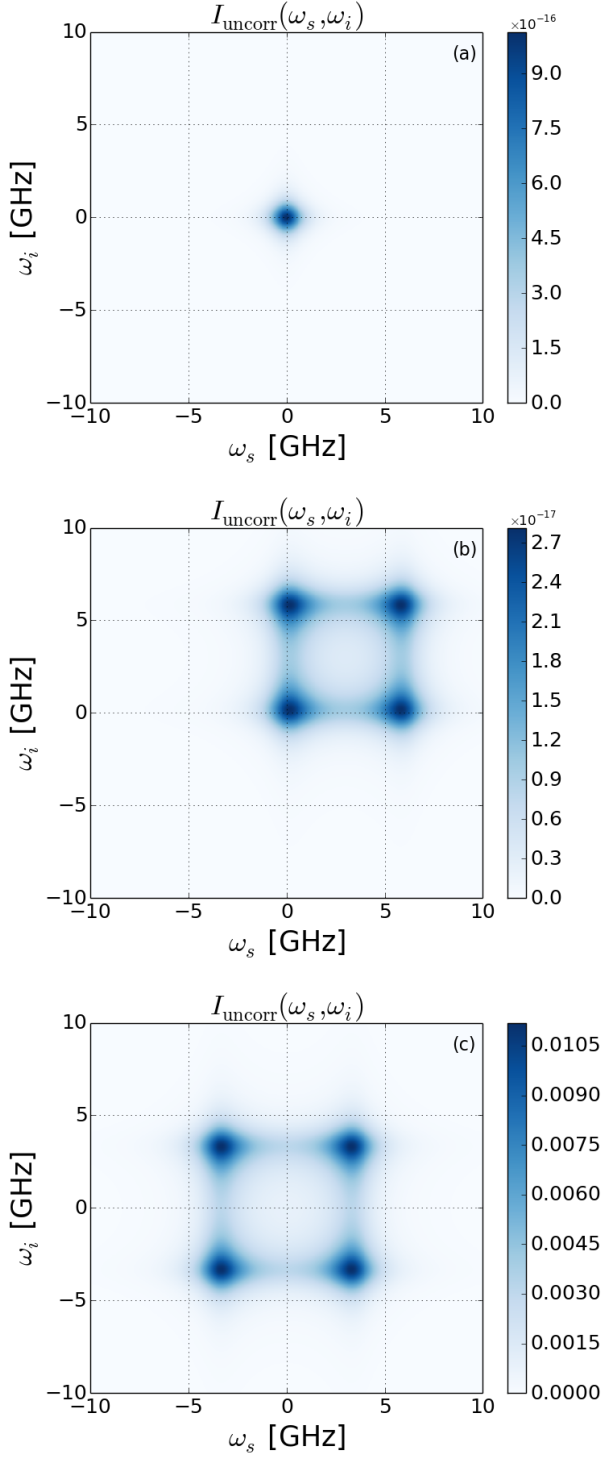 I_uncorr(ω_s,ω_i)
×10⁻¹⁶
(a)
10
5
0
−5
−10
ω_i [GHz]
−10 −5 0 5 10
ω_s [GHz]
9.0
7.5
6.0
4.5
3.0
1.5
0.0
I_uncorr(ω_s,ω_i)
×10⁻¹⁷
(b)
10
5
0
−5
−10
ω_i [GHz]
−10 −5 0 5 10
ω_s [GHz]
2.7
2.4
2.1
1.8
1.5
1.2
0.9
0.6
0.3
0.0
I_uncorr(ω_s,ω_i)
(c)
10
5
0
−5
−10
ω_i [GHz]
−10 −5 0 5 10
ω_s [GHz]
0.0105
0.0090
0.0075
0.0060
0.0045
0.0030
0.0015
0.0000